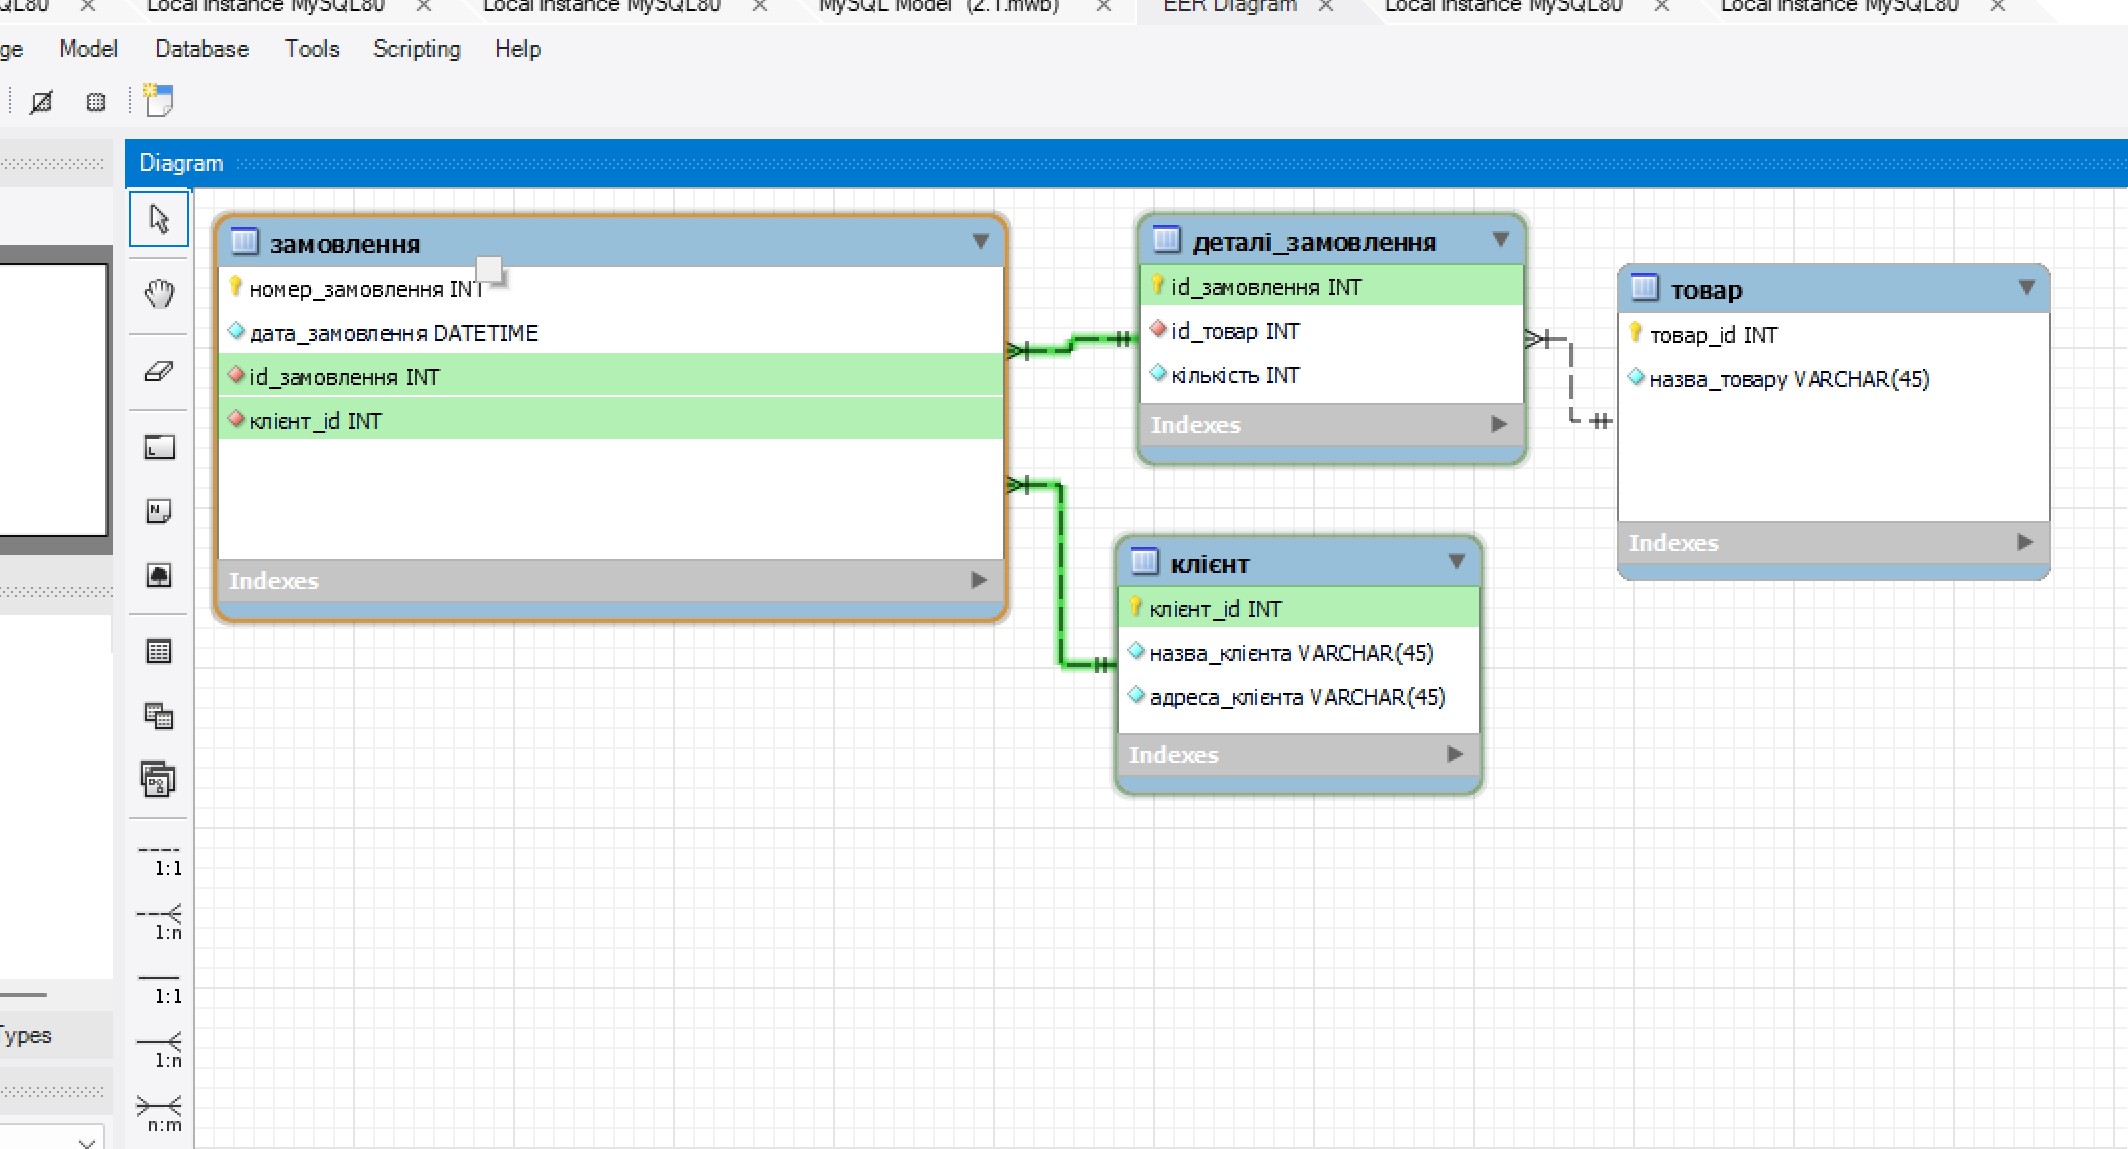 Local instance MySQL80
Local instance MySQL80
MySQL Model* (2.1.mwb)
EER Diagram
Local instance MySQL80
Local instance MySQL80
Model Database Tools Scripting Help
Diagram
замовлення
номер_замовлення INT
дата_замовлення DATETIME
id_замовлення INT
клієнт_id INT
Indexes
деталі_замовлення
id_замовлення INT
id_товар INT
кількість INT
Indexes
товар
товар_id INT
назва_товару VARCHAR(45)
Indexes
клієнт
клієнт_id INT
назва_клієнта VARCHAR(45)
адреса_клієнта VARCHAR(45)
Indexes
1:1
1:n
1:1
1:n
n:m
Types